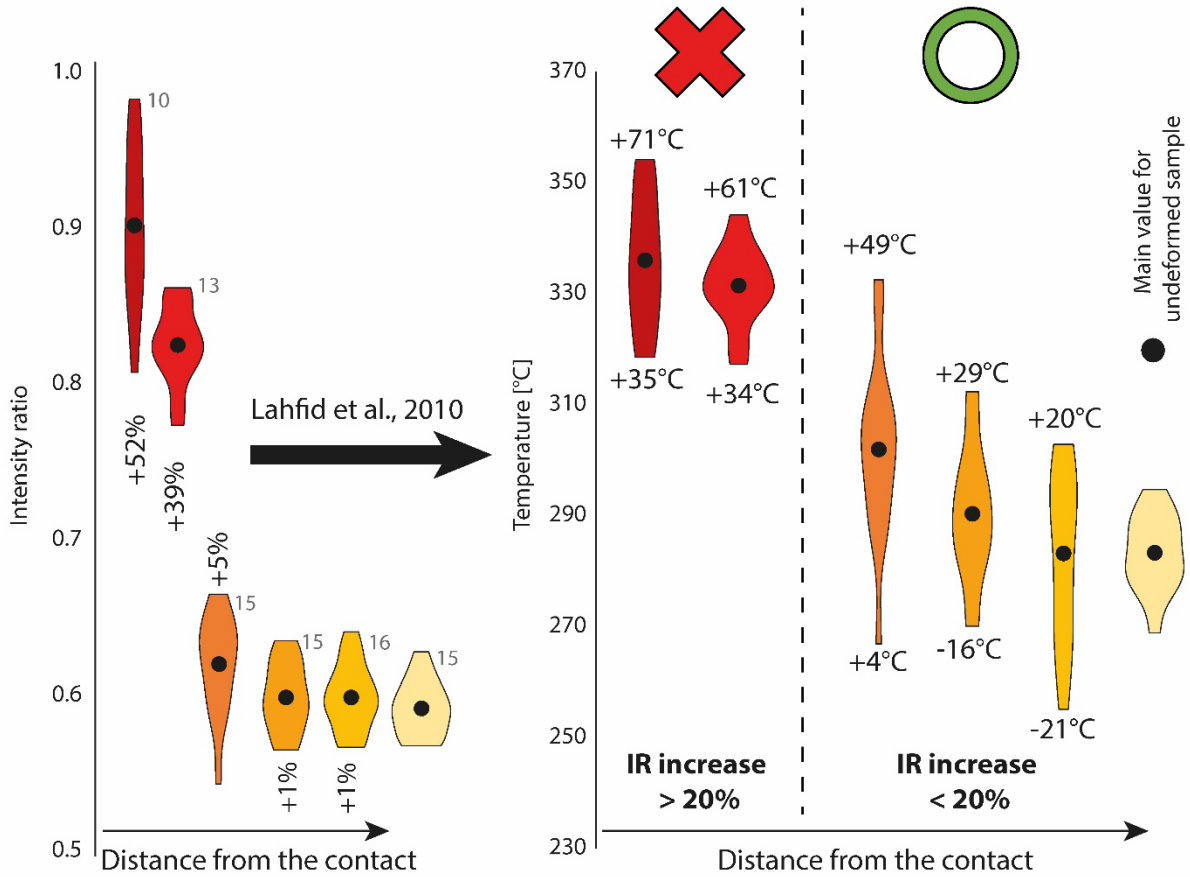 1.0
0.9
0.8
0.7
0.6
0.5
Intensity ratio
10
13
+52%
+39%
+5%
15
15
16
15
+1%
+1%
Distance from the contact
Lahfid et al., 2010
370
350
330
310
290
270
250
230
Temperature [°C]
+71°C
+35°C
+61°C
+34°C
+49°C
+4°C
+29°C
-16°C
+20°C
-21°C
Main value for
undeformed sample
IR increase
> 20%
IR increase
< 20%
Distance from the contact